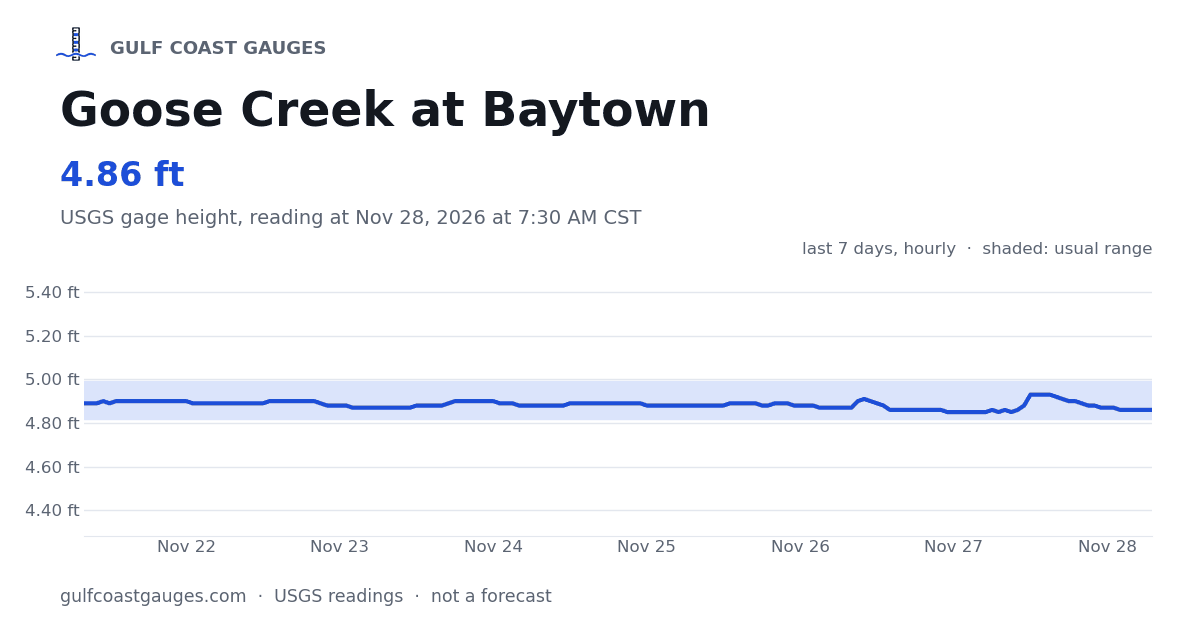 GULF COAST GAUGES
Goose Creek at Baytown
4.86 ft
USGS gage height, reading at Nov 28, 2026 at 7:30 AM CST
last 7 days, hourly · shaded: usual range
5.40 ft
5.20 ft
5.00 ft
4.80 ft
4.60 ft
4.40 ft
Nov 22 Nov 23 Nov 24 Nov 25 Nov 26 Nov 27 Nov 28
gulfcoastgauges.com · USGS readings · not a forecast